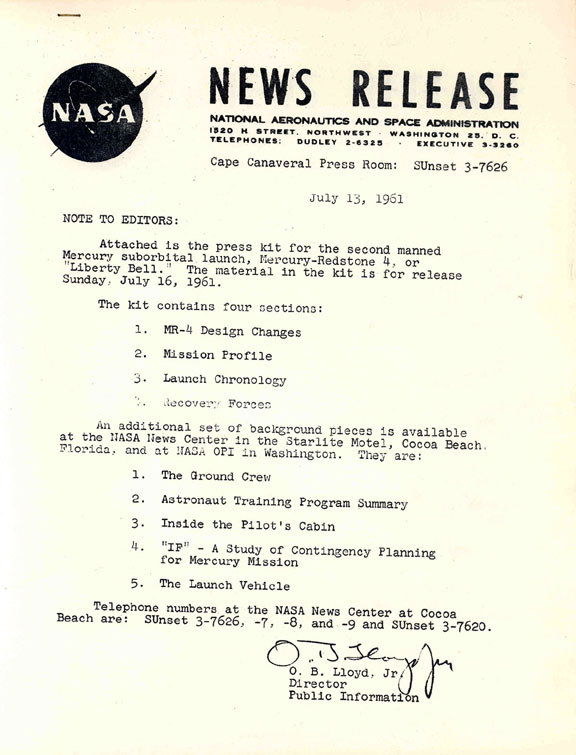 NASA
NEWS RELEASE
NATIONAL AERONAUTICS AND SPACE ADMINISTRATION
1520 H STREET, NORTHWEST · WASHINGTON 25, D. C.
TELEPHONES: DUDLEY 2-6325 · EXECUTIVE 3-3260
Cape Canaveral Press Room: SUnset 3-7626
July 13, 1961
NOTE TO EDITORS:
Attached is the press kit for the second manned
Mercury suborbital launch, Mercury-Redstone 4, or
"Liberty Bell." The material in the kit is for release
Sunday, July 16, 1961.
The kit contains four sections:
1. MR-4 Design Changes
2. Mission Profile
3. Launch Chronology
Recovery Forces
An additional set of background pieces is available
at the NASA News Center in the Starlite Motel, Cocoa Beach,
Florida, and at NASA OPI in Washington. They are:
1. The Ground Crew
2. Astronaut Training Program Summary
3. Inside the Pilot's Cabin
4. "IF" - A Study of Contingency Planning
for Mercury Mission
5. The Launch Vehicle
Telephone numbers at the NASA News Center at Cocoa
Beach are: SUnset 3-7626, -7, -8, and -9 and SUnset 3-7620.
O. B. Lloyd, Jr.
O. B. Lloyd, Jr.
Director
Public Information